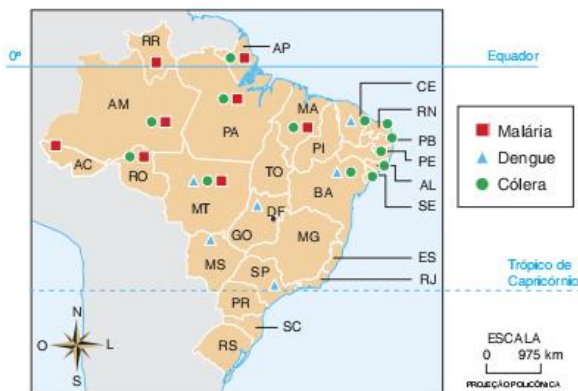 RR
AP
0º
Equador
CE
AM
MA
RN
PA
PB
PI
PE
AC
TO
AL
RO
BA
SE
MT
DF
GO
MG
ES
MS
SP
RJ
PR
SC
RS
Malária
Dengue
Cólera
Trópico de
Capricórnio
N
O
L
S
ESCALA
0 975 km
PROJEÇÃO POLICÔNICA